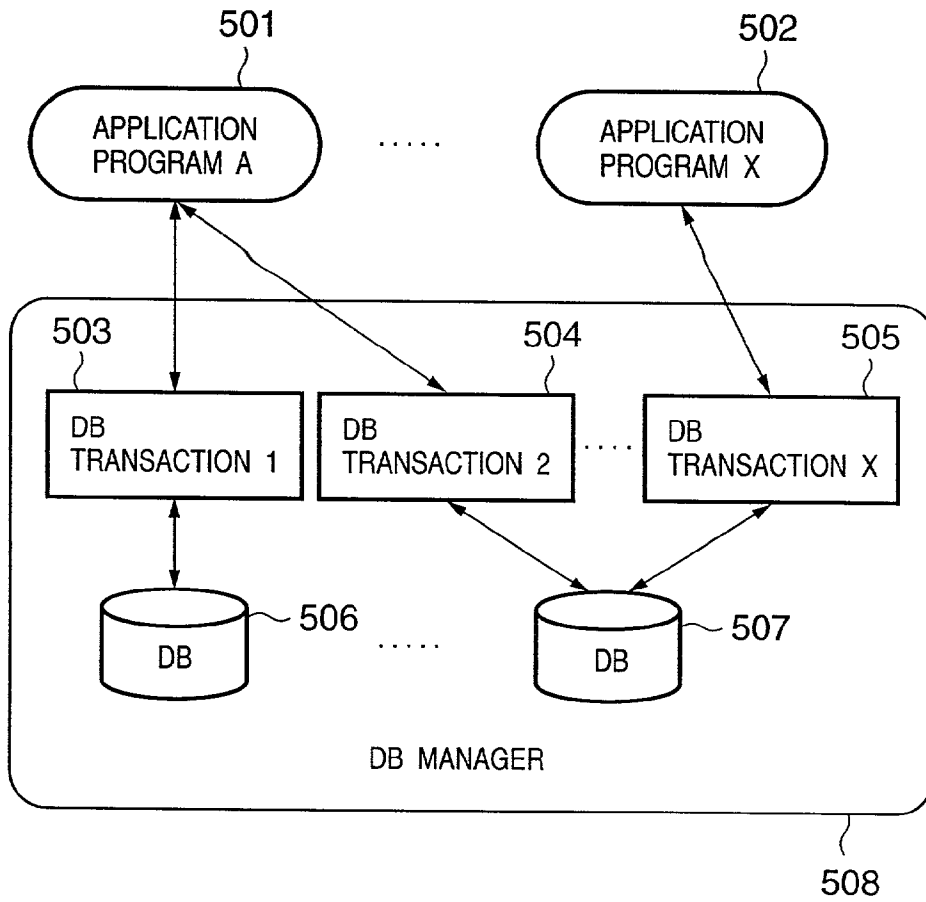 501
502
APPLICATION
PROGRAM A
.....
APPLICATION
PROGRAM X
503
504
505
DB
TRANSACTION 1
DB
TRANSACTION 2
....
DB
TRANSACTION X
506
507
DB
.....
DB
DB MANAGER
508